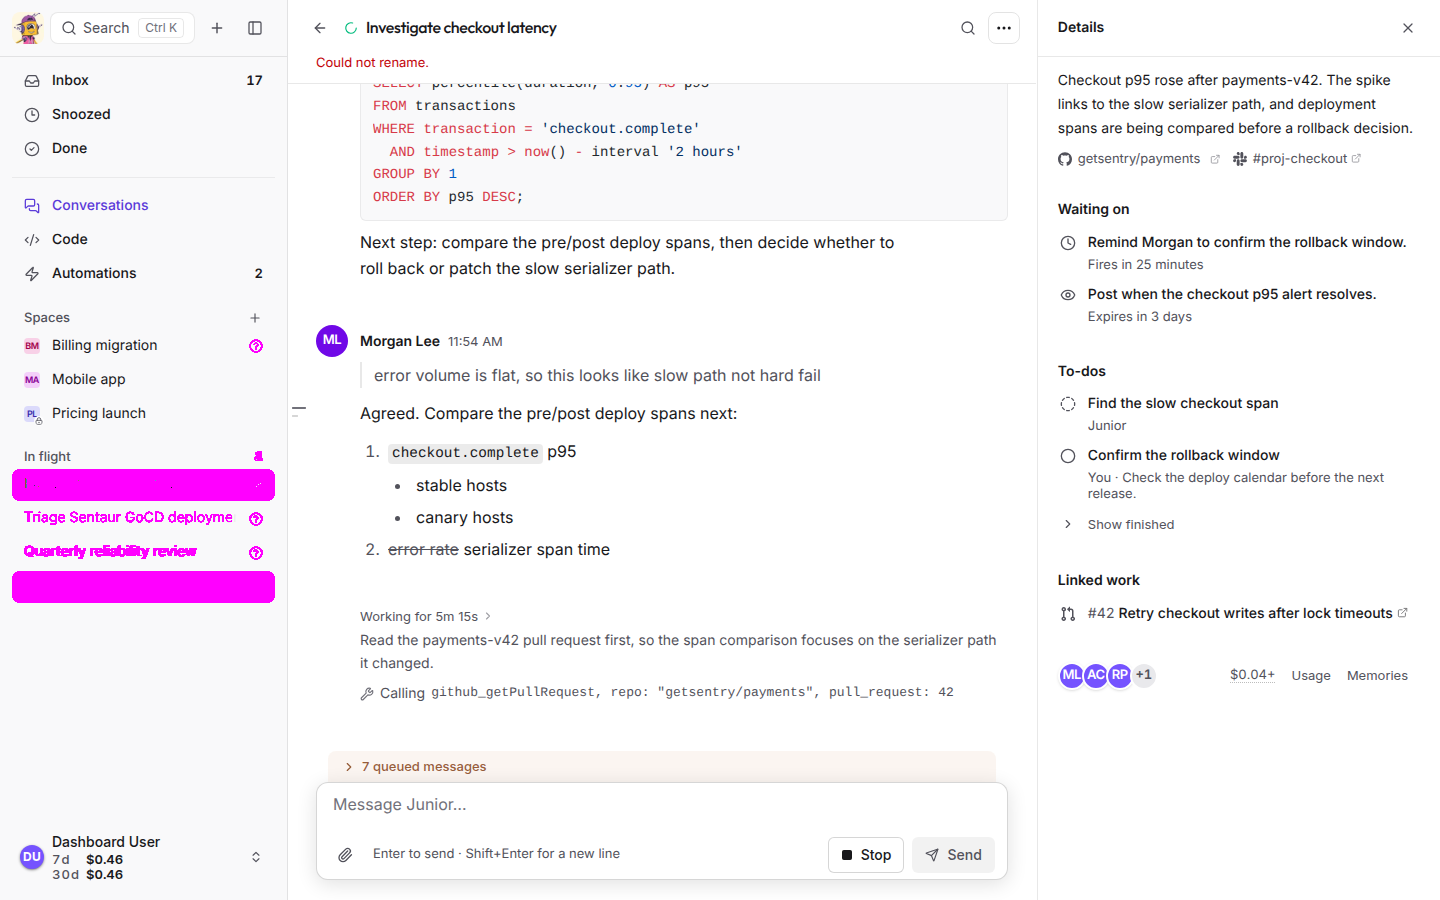 Search Ctrl K
Inbox 17
Snoozed
Done
Conversations
Code
Automations 2
Spaces
BM Billing migration
MA Mobile app
PL Pricing launch
In flight
Triage Sentaur GoCD deployme
Quarterly reliability review
DU Dashboard User
7d $0.46
30d $0.46
Investigate checkout latency
Could not rename.
SELECT percentile(duration, 0.95) AS p95
FROM transactions
WHERE transaction = 'checkout.complete'
AND timestamp > now() - interval '2 hours'
GROUP BY 1
ORDER BY p95 DESC;
Next step: compare the pre/post deploy spans, then decide whether to
roll back or patch the slow serializer path.
ML Morgan Lee 11:54 AM
error volume is flat, so this looks like slow path not hard fail
Agreed. Compare the pre/post deploy spans next:
1. checkout.complete p95
• stable hosts
• canary hosts
2. error rate serializer span time
Working for 5m 15s
Read the payments-v42 pull request first, so the span comparison focuses on the serializer path
it changed.
Calling github_getPullRequest, repo: "getsentry/payments", pull_request: 42
7 queued messages
Message Junior...
Enter to send · Shift+Enter for a new line
Stop
Send
Details
Checkout p95 rose after payments-v42. The spike
links to the slow serializer path, and deployment
spans are being compared before a rollback decision.
getsentry/payments #proj-checkout
Waiting on
Remind Morgan to confirm the rollback window.
Fires in 25 minutes
Post when the checkout p95 alert resolves.
Expires in 3 days
To-dos
Find the slow checkout span
Junior
Confirm the rollback window
You · Check the deploy calendar before the next
release.
Show finished
Linked work
#42 Retry checkout writes after lock timeouts
ML AC RP +1 $0.04+ Usage Memories